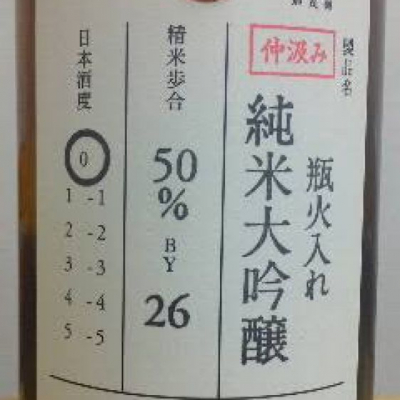 製品名
仲汲み
瓶火入れ
純米大吟醸
精米歩合
50
%
BY
26
日本酒度
0
1 -1
2 -2
3 -3
4 -4
5 -5